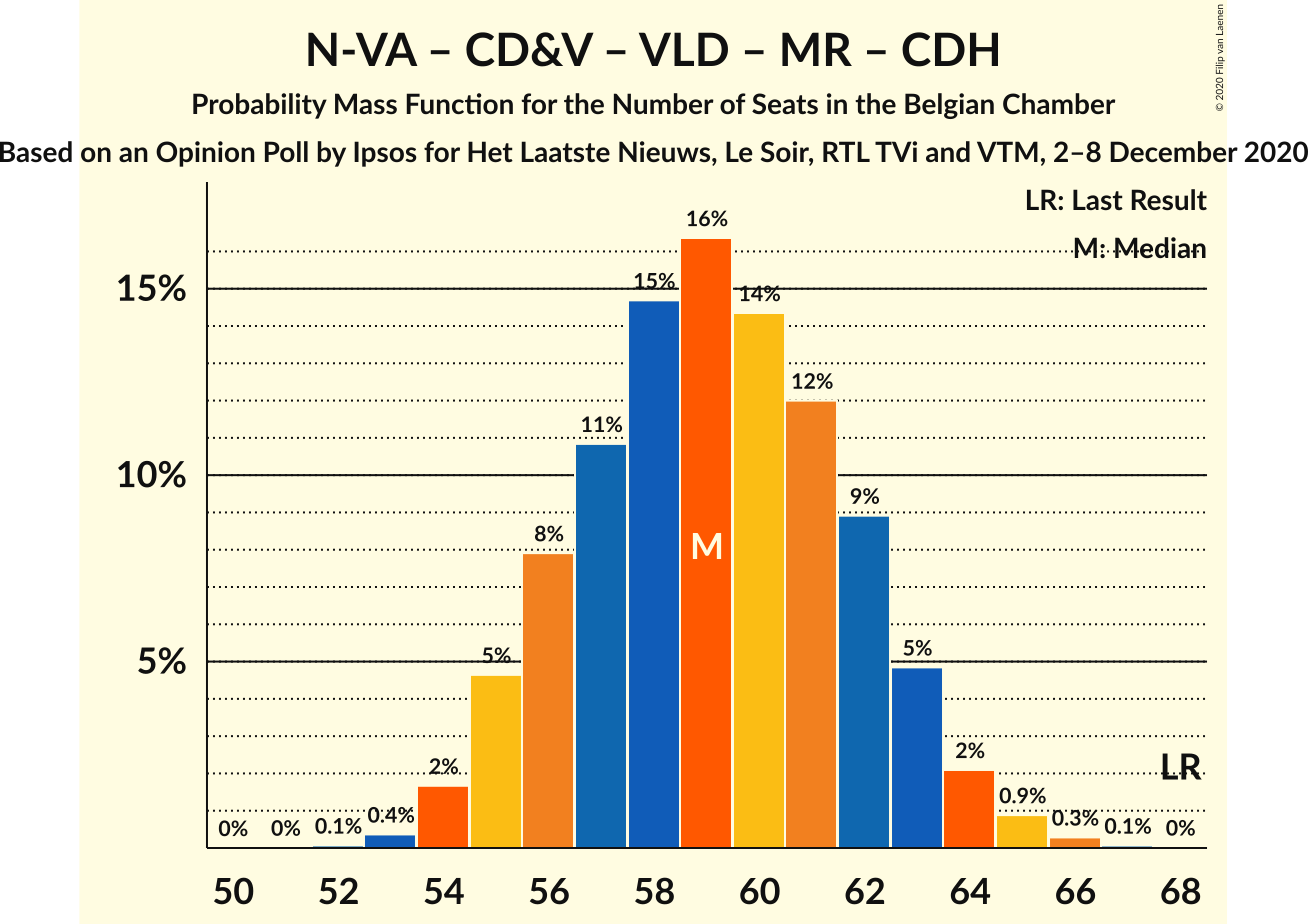 N-VA – CD&V – VLD – MR – CDH
Probability Mass Function for the Number of Seats in the Belgian Chamber
Based on an Opinion Poll by Ipsos for Het Laatste Nieuws, Le Soir, RTL TVi and VTM, 2–8 December 2020
© 2020 Filip van Laenen
LR: Last Result
M: Median
15%
10%
5%
0%
0%
0.1%
0.4%
2%
5%
8%
11%
15%
16%
14%
12%
9%
5%
2%
0.9%
0.3%
0.1%
0%
M
LR
50 52 54 56 58 60 62 64 66 68